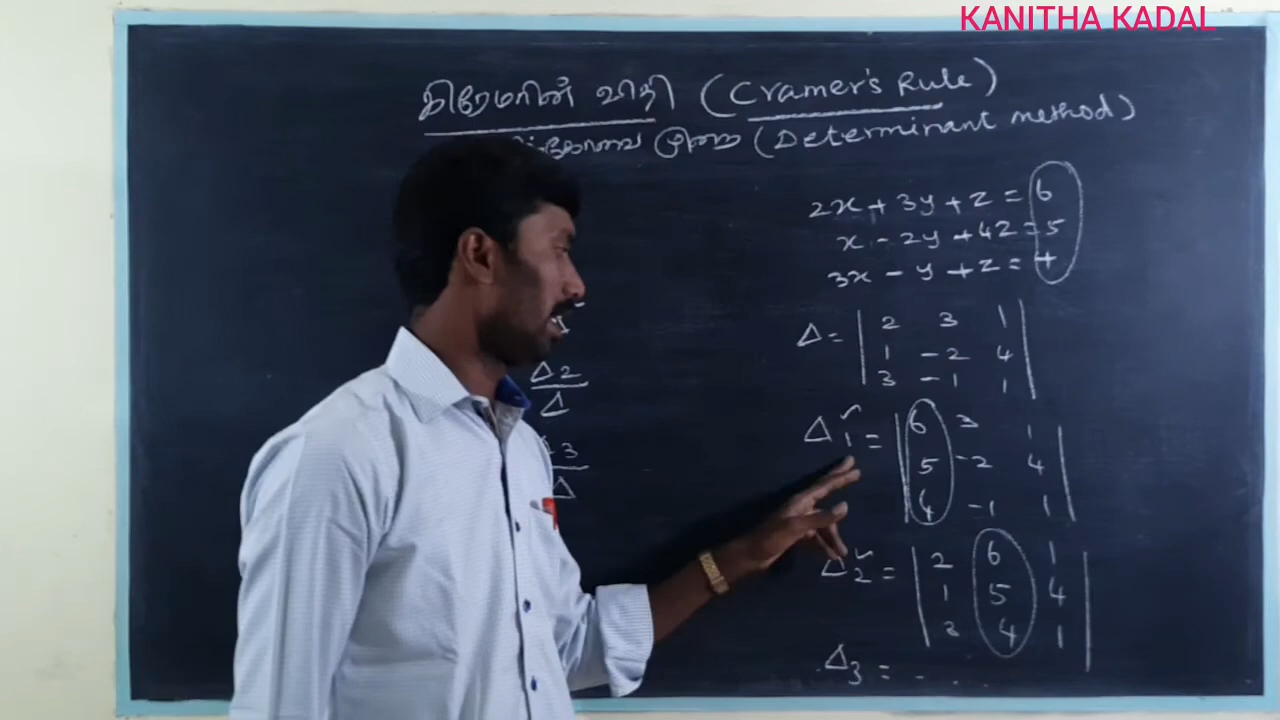 KANITHA KADAL
கிரேமரின் விதி (Cramer's Rule)
முறை (Determinant method)
2x + 3y + z = 6
x - 2y + 4z = 5
3x - y + z = 4
Δ = | 2 3 1 |
1 -2 4
3 -1 1
Δ1 = | 6 3 1 |
5 -2 4
4 -1 1
Δ2 = | 2 6 1 |
1 5 4
3 4 1
Δ3 = - . .
Δ2
Δ
3
Δ